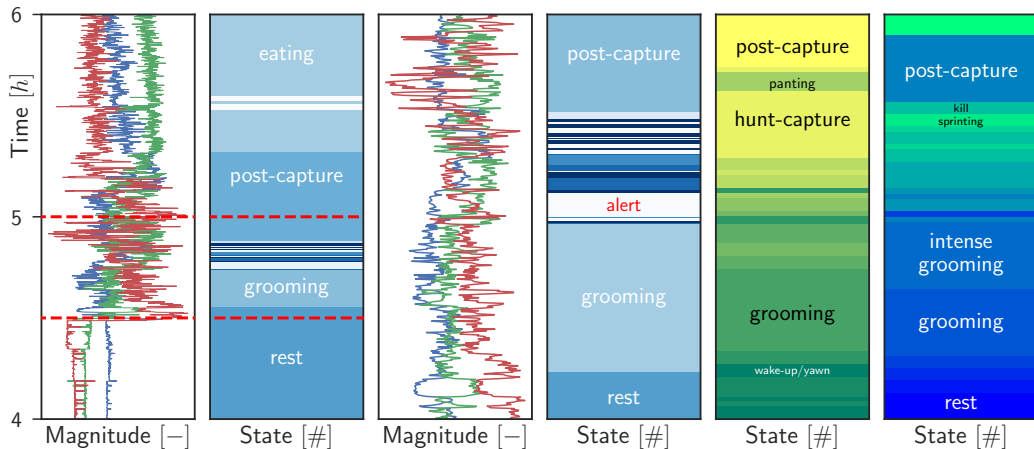 6
5
4
Time [h]
Magnitude [−]
eating
post-capture
grooming
rest
State [#]
Magnitude [−]
post-capture
alert
grooming
rest
State [#]
post-capture
panting
hunt-capture
grooming
wake-up/yawn
State [#]
post-capture
kill
sprinting
intense
grooming
grooming
rest
State [#]